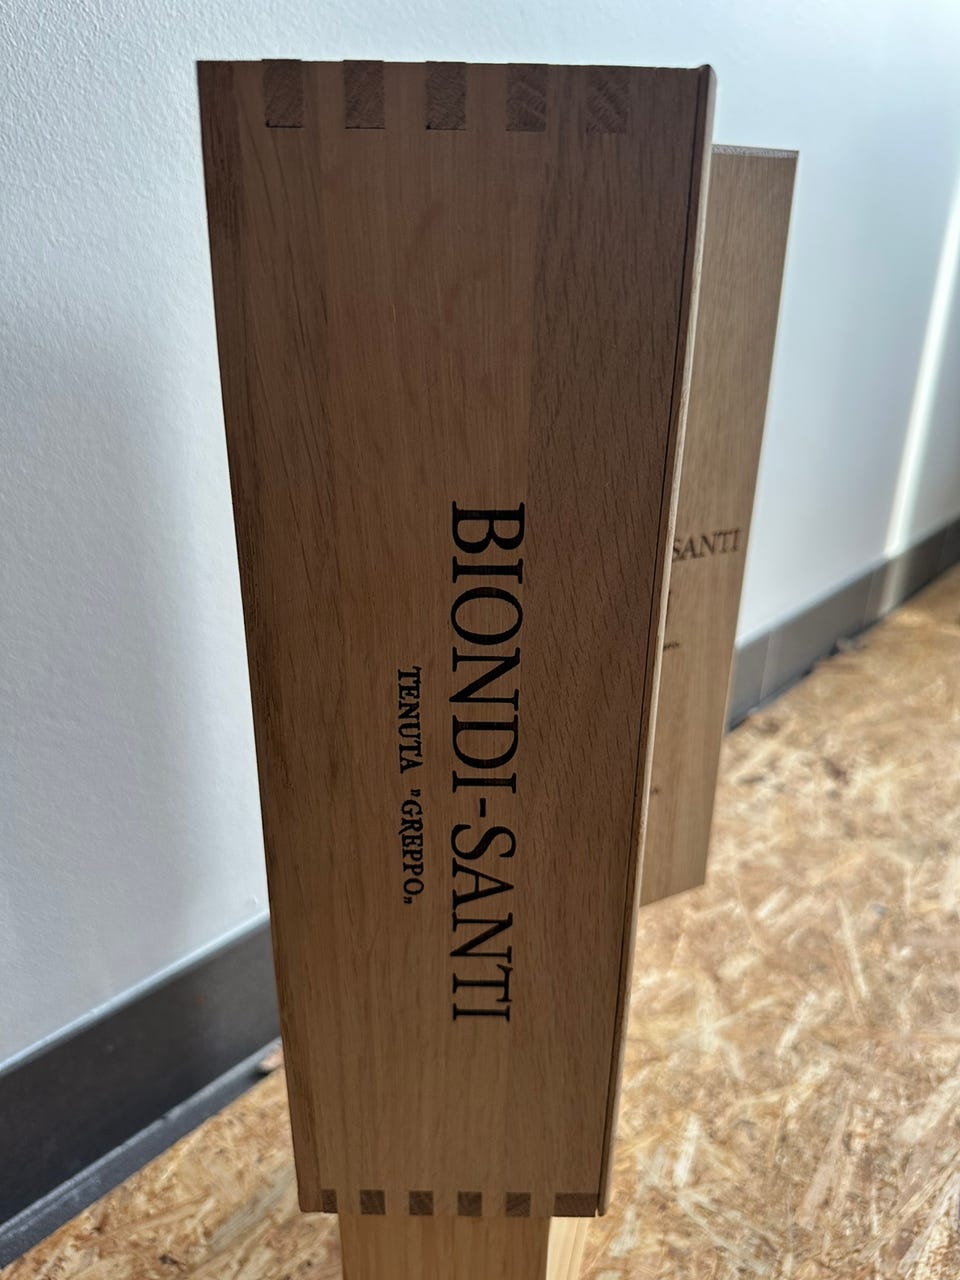 BIONDI-SANTI
TENUTA "GREPPO„
SANTI